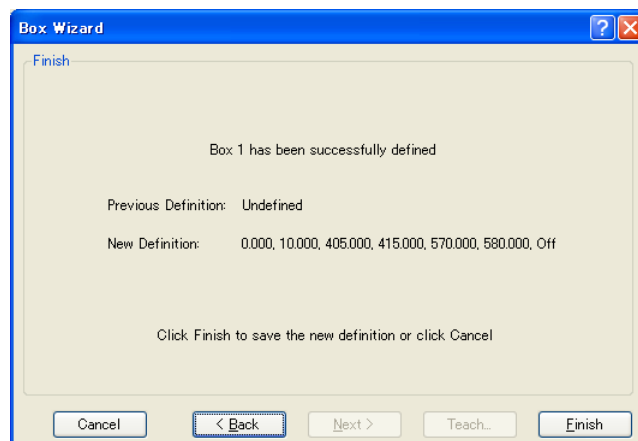 Box Wizard
Finish
Box 1 has been successfully defined
Previous Definition: Undefined
New Definition: 0.000, 10.000, 405.000, 415.000, 570.000, 580.000, Off
Click Finish to save the new definition or click Cancel
Cancel < Back Next > Teach... Finish